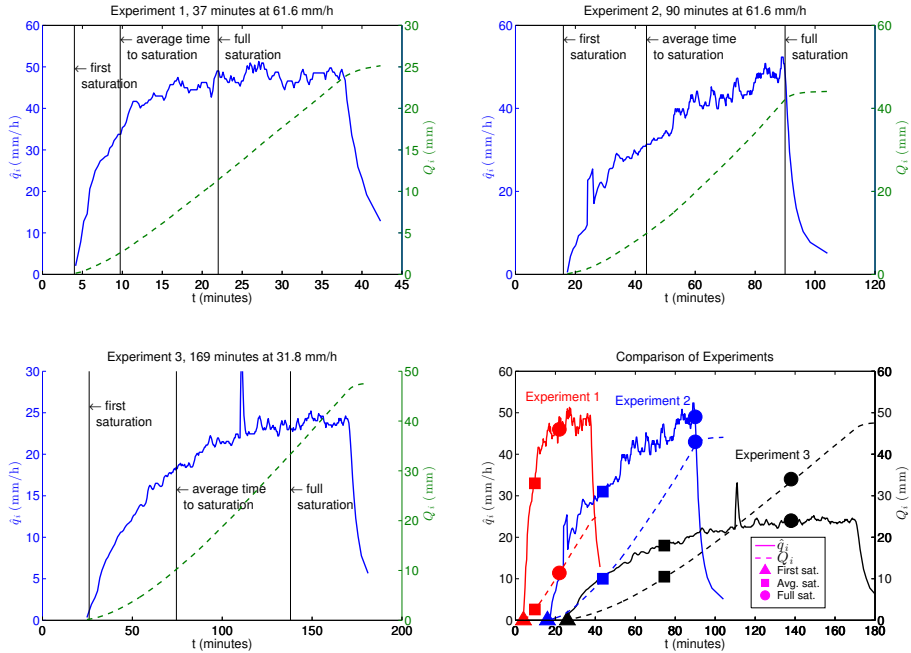 Experiment 1, 37 minutes at 61.6 mm/h
60
50
40
30
20
10
0
q̂ᵢ (mm/h)
← first
saturation
← average time
to saturation
← full
saturation
30
25
20
15
10
5
0
Qᵢ (mm)
0 5 10 15 20 25 30 35 40 45
t (minutes)
Experiment 2, 90 minutes at 61.6 mm/h
60
50
40
30
20
10
0
q̂ᵢ (mm/h)
← first
saturation
← average time
to saturation
← full
saturation
60
50
40
30
20
10
0
Qᵢ (mm)
0 20 40 60 80 100 120
t (minutes)
Experiment 3, 169 minutes at 31.8 mm/h
30
25
20
15
10
5
0
q̂ᵢ (mm/h)
← first
saturation
← average time
to saturation
← full
saturation
50
40
30
20
10
0
Qᵢ (mm)
0 50 100 150 200
t (minutes)
Comparison of Experiments
60
50
40
30
20
10
0
q̂ᵢ (mm/h)
Experiment 1
Experiment 2
Experiment 3
q̂ᵢ
Qᵢ
First sat.
Avg. sat.
Full sat.
60
50
40
30
20
10
0
Qᵢ (mm)
0 20 40 60 80 100 120 140 160 180
t (minutes)